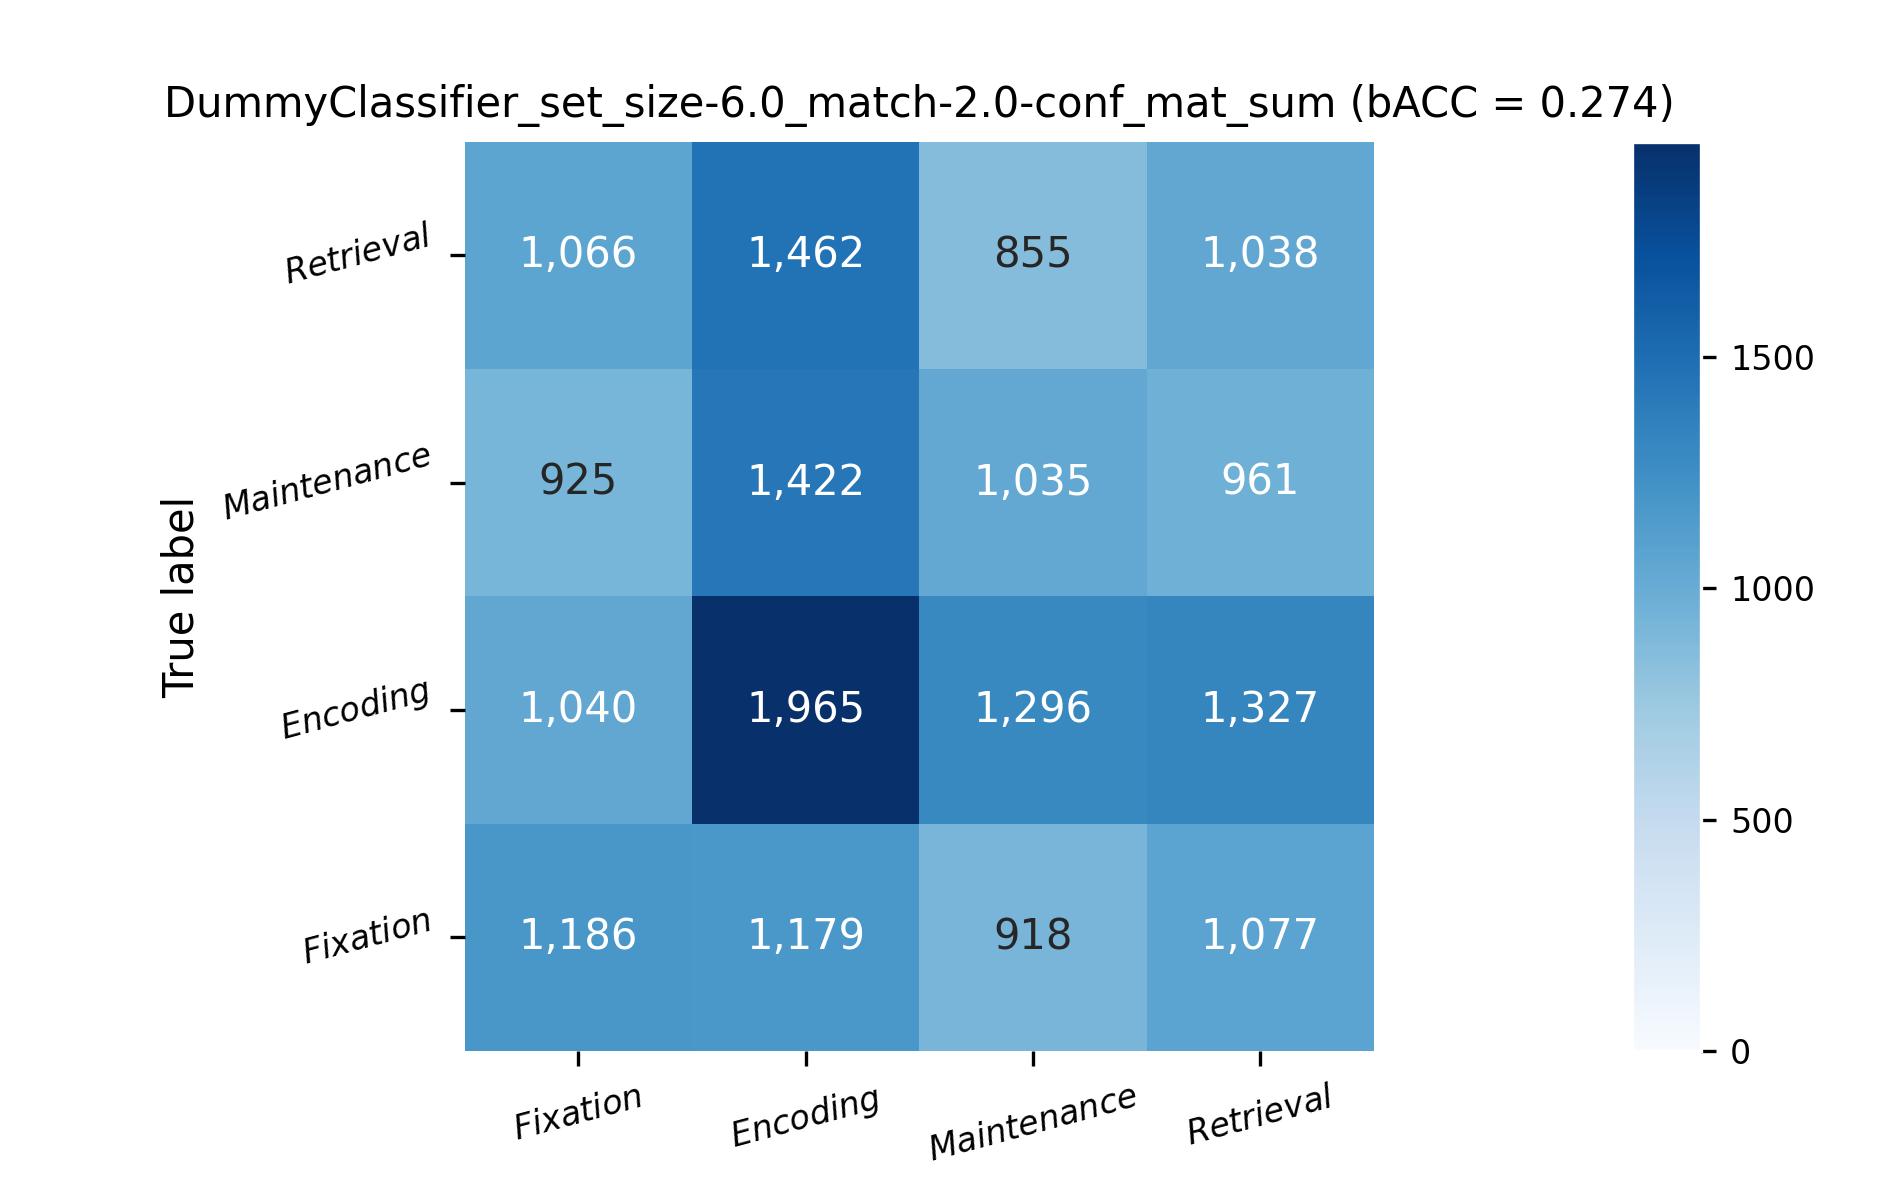 DummyClassifier_set_size-6.0_match-2.0-conf_mat_sum (bACC = 0.274)
True label
Retrieval 1,066 1,462 855 1,038
Maintenance 925 1,422 1,035 961
Encoding 1,040 1,965 1,296 1,327
Fixation 1,186 1,179 918 1,077
Fixation Encoding Maintenance Retrieval
1500
1000
500
0